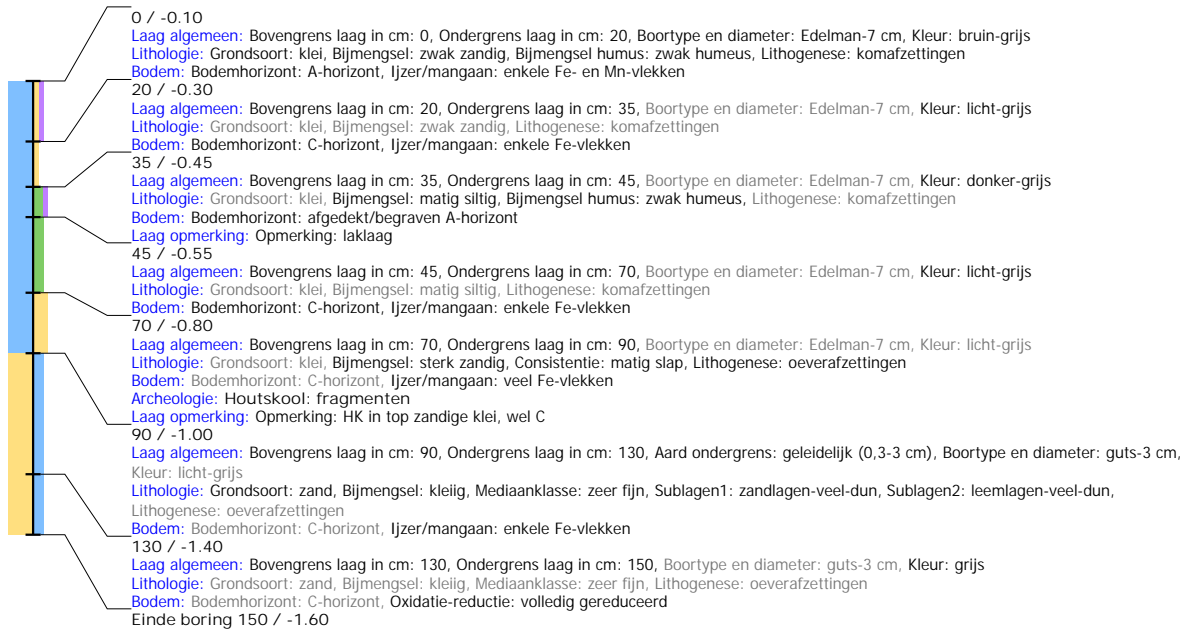 0 / -0.10
Laag algemeen: Bovengrens laag in cm: 0, Ondergrens laag in cm: 20, Boortype en diameter: Edelman-7 cm, Kleur: bruin-grijs
Lithologie: Grondsoort: klei, Bijmengsel: zwak zandig, Bijmengsel humus: zwak humeus, Lithogenese: komafzettingen
Bodem: Bodemhorizont: A-horizont, Ijzer/mangaan: enkele Fe- en Mn-vlekken
20 / -0.30
Laag algemeen: Bovengrens laag in cm: 20, Ondergrens laag in cm: 35, Boortype en diameter: Edelman-7 cm, Kleur: licht-grijs
Lithologie: Grondsoort: klei, Bijmengsel: zwak zandig, Lithogenese: komafzettingen
Bodem: Bodemhorizont: C-horizont, Ijzer/mangaan: enkele Fe-vlekken
35 / -0.45
Laag algemeen: Bovengrens laag in cm: 35, Ondergrens laag in cm: 45, Boortype en diameter: Edelman-7 cm, Kleur: donker-grijs
Lithologie: Grondsoort: klei, Bijmengsel: matig siltig, Bijmengsel humus: zwak humeus, Lithogenese: komafzettingen
Bodem: Bodemhorizont: afgedekt/begraven A-horizont
Laag opmerking: Opmerking: laklaag
45 / -0.55
Laag algemeen: Bovengrens laag in cm: 45, Ondergrens laag in cm: 70, Boortype en diameter: Edelman-7 cm, Kleur: licht-grijs
Lithologie: Grondsoort: klei, Bijmengsel: matig siltig, Lithogenese: komafzettingen
Bodem: Bodemhorizont: C-horizont, Ijzer/mangaan: enkele Fe-vlekken
70 / -0.80
Laag algemeen: Bovengrens laag in cm: 70, Ondergrens laag in cm: 90, Boortype en diameter: Edelman-7 cm, Kleur: licht-grijs
Lithologie: Grondsoort: klei, Bijmengsel: sterk zandig, Consistentie: matig slap, Lithogenese: oeverafzettingen
Bodem: Bodemhorizont: C-horizont, Ijzer/mangaan: veel Fe-vlekken
Archeologie: Houtskool: fragmenten
Laag opmerking: Opmerking: HK in top zandige klei, wel C
90 / -1.00
Laag algemeen: Bovengrens laag in cm: 90, Ondergrens laag in cm: 130, Aard ondergrens: geleidelijk (0,3-3 cm), Boortype en diameter: guts-3 cm,
Kleur: licht-grijs
Lithologie: Grondsoort: zand, Bijmengsel: kleiig, Mediaanklasse: zeer fijn, Sublagen1: zandlagen-veel-dun, Sublagen2: leemlagen-veel-dun,
Lithogenese: oeverafzettingen
Bodem: Bodemhorizont: C-horizont, Ijzer/mangaan: enkele Fe-vlekken
130 / -1.40
Laag algemeen: Bovengrens laag in cm: 130, Ondergrens laag in cm: 150, Boortype en diameter: guts-3 cm, Kleur: grijs
Lithologie: Grondsoort: zand, Bijmengsel: kleiig, Mediaanklasse: zeer fijn, Lithogenese: oeverafzettingen
Bodem: Bodemhorizont: C-horizont, Oxidatie-reductie: volledig gereduceerd
Einde boring 150 / -1.60